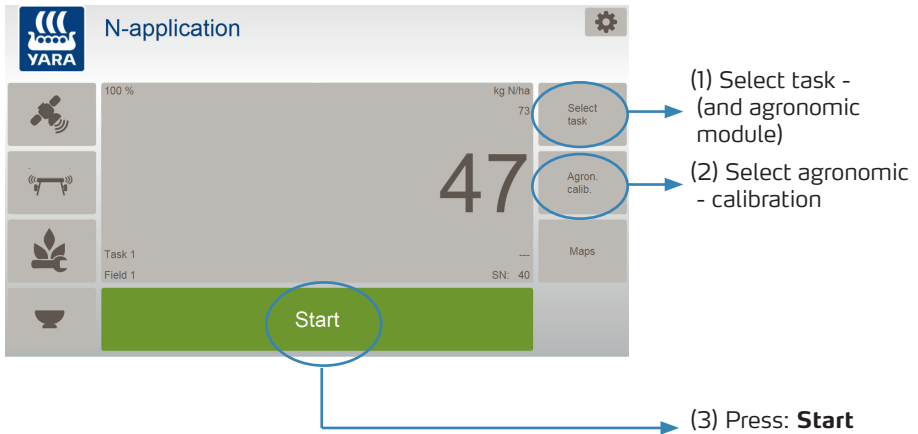 YARA
N-application
100 %
kg N/ha
73
47
Task 1
---
Field 1
SN: 40
Select
task
Agron.
calib.
Maps
Start
(1) Select task -
(and agronomic
module)
(2) Select agronomic
- calibration
(3) Press: Start